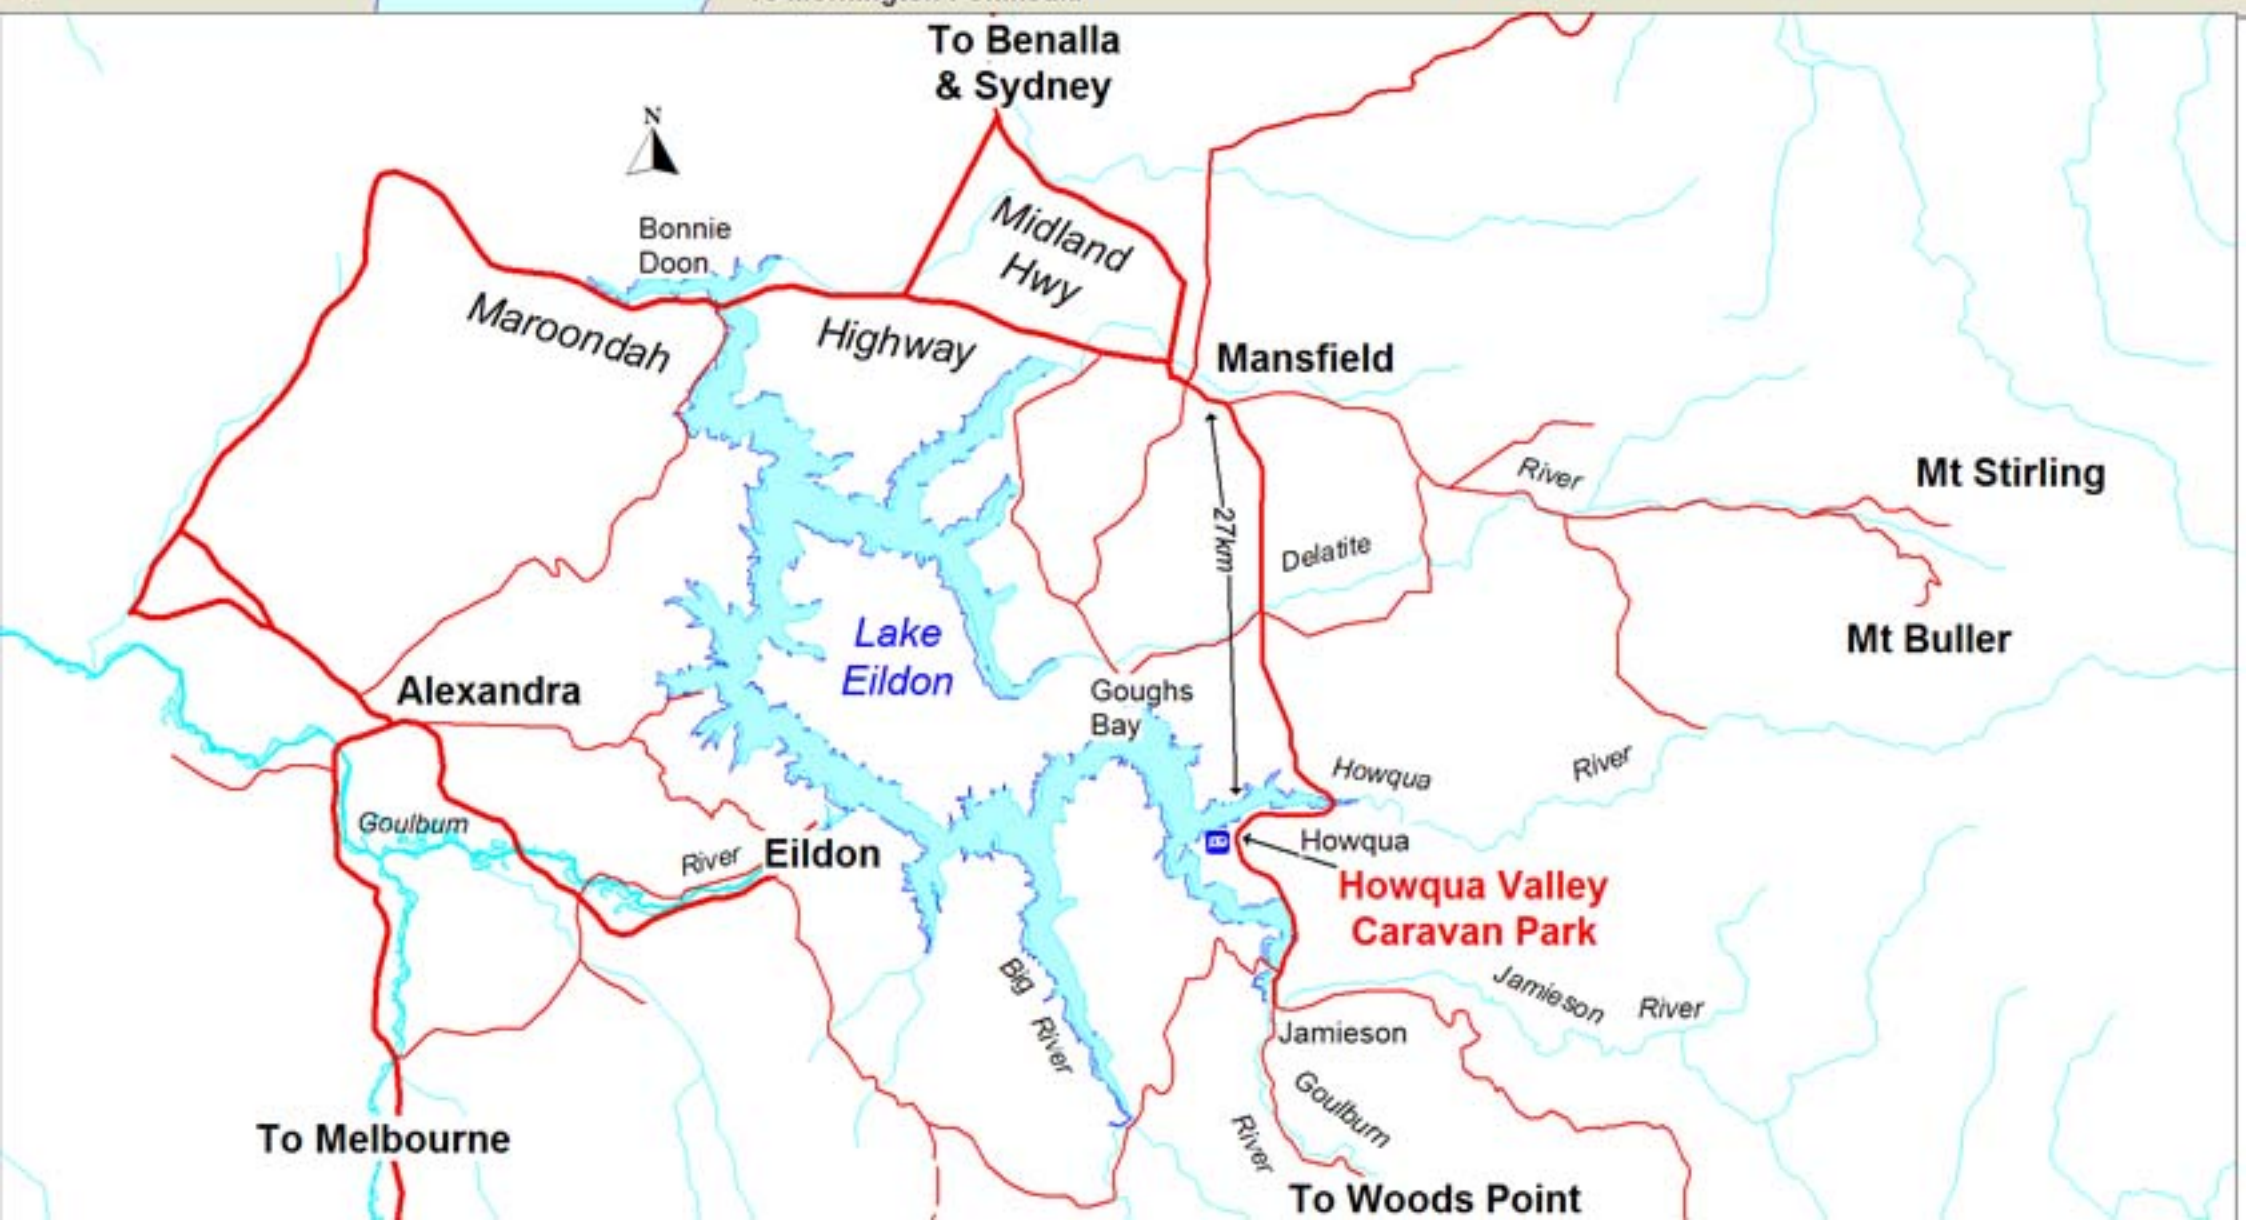 To Benalla
& Sydney
N
Bonnie
Doon
Midland
Hwy
Maroondah
Highway
Mansfield
Mt Stirling
River
27km
Delatite
Lake
Eildon
Mt Buller
Alexandra
Goughs
Bay
Howqua
River
Goulburn
River
Eildon
Howqua
Howqua Valley
Caravan Park
Big
River
Jamieson
River
Jamieson
Goulburn
River
To Melbourne
To Woods Point